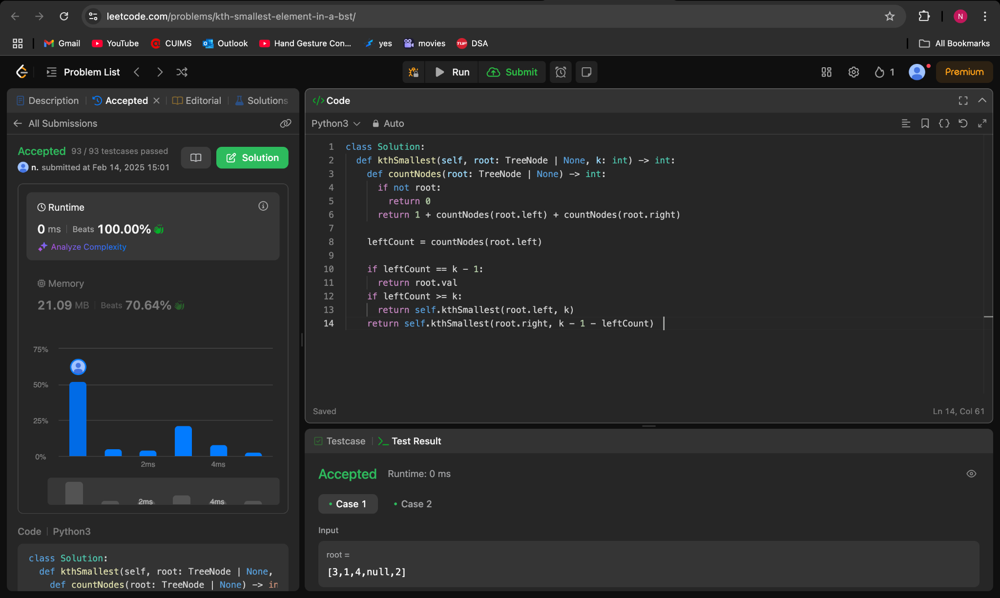 leetcode.com/problems/kth-smallest-element-in-a-bst/
N
Gmail YouTube CUIMS Outlook Hand Gesture Con... yes movies TUF DSA All Bookmarks
Problem List Run Submit 1 Premium
Description Accepted Editorial Solutions
All Submissions
Accepted 93 / 93 testcases passed
n. submitted at Feb 14, 2025 15:01
Solution
Runtime
0 ms Beats 100.00%
Analyze Complexity
Memory
21.09 MB Beats 70.64%
75%
50%
25%
0%
2ms 4ms
2ms 4ms
Code Python3
class Solution:
def kthSmallest(self, root: TreeNode | None,
def countNodes(root: TreeNode | None) -> in
</> Code
Python3 Auto
1 class Solution:
2 def kthSmallest(self, root: TreeNode | None, k: int) -> int:
3 def countNodes(root: TreeNode | None) -> int:
4 if not root:
5 return 0
6 return 1 + countNodes(root.left) + countNodes(root.right)
7
8 leftCount = countNodes(root.left)
9
10 if leftCount == k - 1:
11 return root.val
12 if leftCount >= k:
13 return self.kthSmallest(root.left, k)
14 return self.kthSmallest(root.right, k - 1 - leftCount)
Saved Ln 14, Col 61
Testcase Test Result
Accepted Runtime: 0 ms
Case 1 Case 2
Input
root =
[3,1,4,null,2]